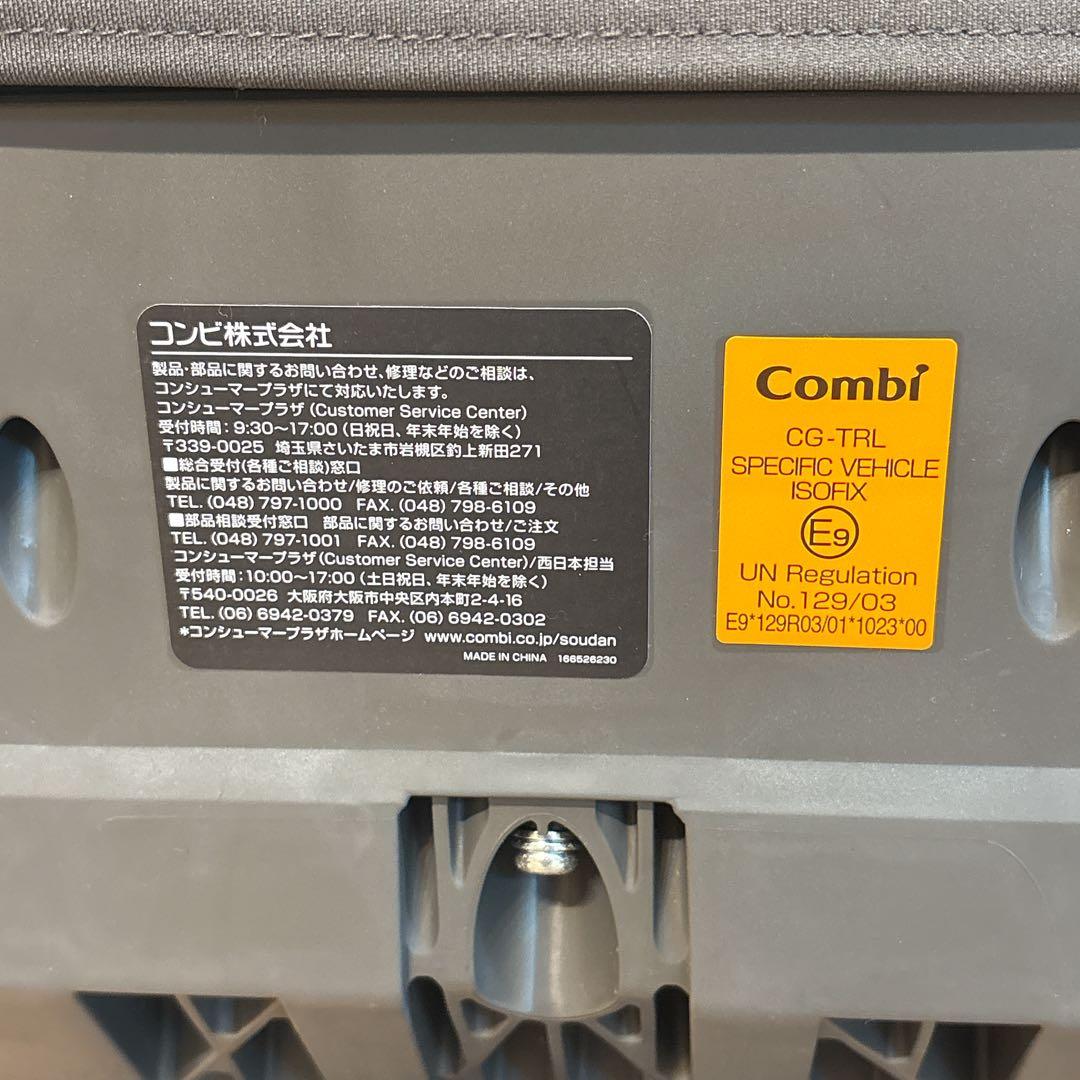 コンビ株式会社
製品・部品に関するお問い合わせ、修理などのご相談は、
コンシューマープラザにて対応いたします。
コンシューマープラザ(Customer Service Center)
受付時間:9:30〜17:00(日祝日、年末年始を除く)
〒339-0025 埼玉県さいたま市岩槻区釣上新田271
■総合受付(各種ご相談)窓口
製品に関するお問い合わせ/修理のご依頼/各種ご相談/その他
TEL.(048)797-1000 FAX.(048)798-6109
■部品相談受付窓口 部品に関するお問い合わせ/ご注文
TEL.(048)797-1001 FAX.(048)798-6109
コンシューマープラザ(Customer Service Center)/西日本担当
受付時間:10:00〜17:00(土日祝日、年末年始を除く)
〒540-0026 大阪府大阪市中央区内本町2-4-16
TEL.(06)6942-0379 FAX.(06)6942-0302
*コンシューマープラザホームページ www.combi.co.jp/soudan
MADE IN CHINA 166526230
Combi
CG-TRL
SPECIFIC VEHICLE
ISOFIX
E9
UN Regulation
No.129/03
E9*129R03/01*1023*00